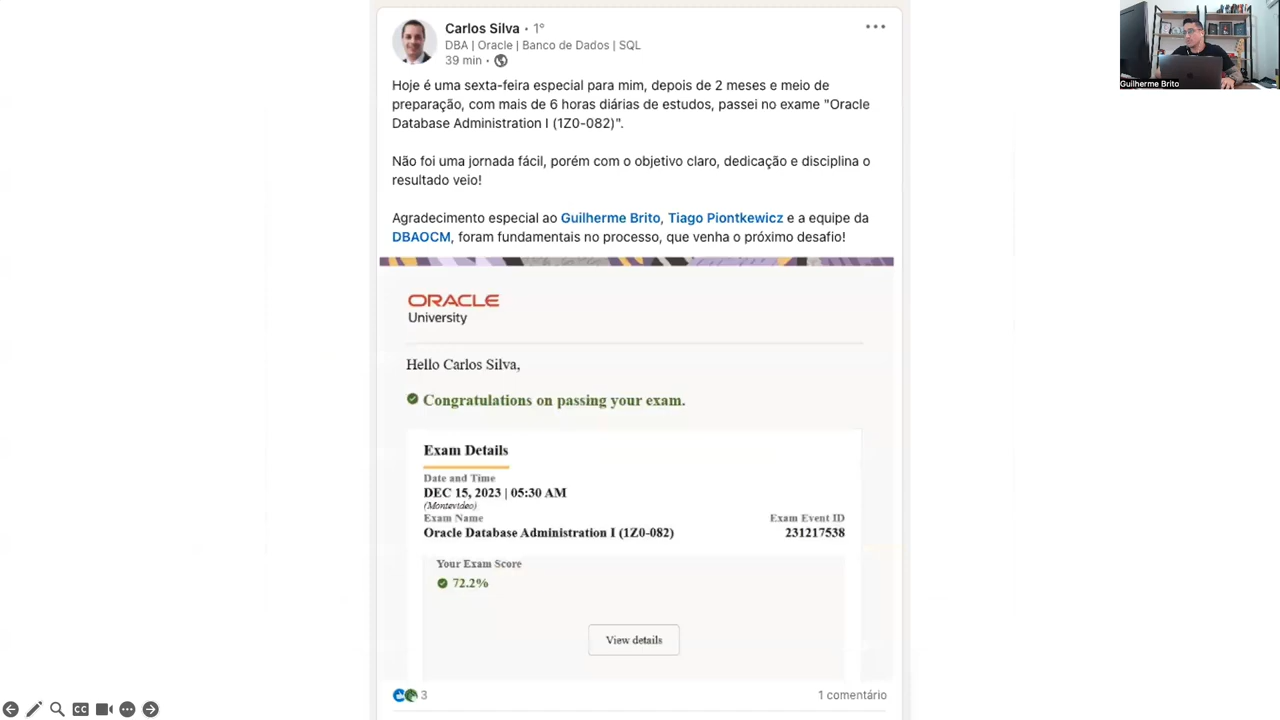 Carlos Silva • 1º
DBA | Oracle | Banco de Dados | SQL
39 min •
Hoje é uma sexta-feira especial para mim, depois de 2 meses e meio de
preparação, com mais de 6 horas diárias de estudos, passei no exame "Oracle
Database Administration I (1Z0-082)".
Não foi uma jornada fácil, porém com o objetivo claro, dedicação e disciplina o
resultado veio!
Agradecimento especial ao Guilherme Brito, Tiago Piontkewicz e a equipe da
DBAOCM, foram fundamentais no processo, que venha o próximo desafio!
ORACLE
University
Hello Carlos Silva,
Congratulations on passing your exam.
Exam Details
Date and Time
DEC 15, 2023 | 05:30 AM
(Montevideo)
Exam Name Exam Event ID
Oracle Database Administration I (1Z0-082) 231217538
Your Exam Score
72.2%
View details
3 1 comentário
Guilherme Brito
CC